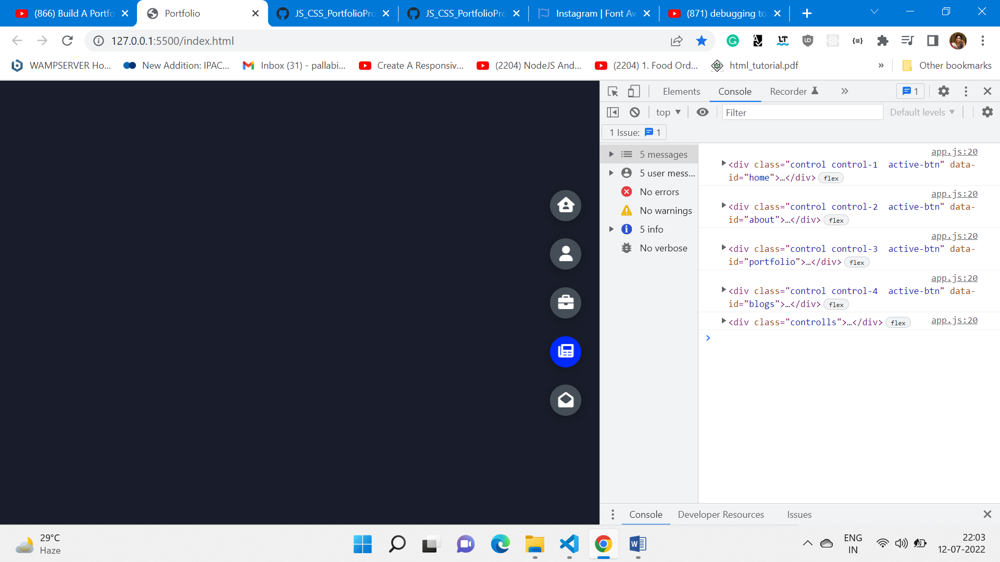 (866) Build A Portfo
Portfolio
JS_CSS_PortfolioPro
JS_CSS_PortfolioPro
Instagram | Font Aw
(871) debugging to
127.0.0.1:5500/index.html
WAMPSERVER Ho...
New Addition: IPAC...
Inbox (31) - pallabi...
Create A Responsiv...
(2204) NodeJS And...
(2204) 1. Food Ord...
html_tutorial.pdf
»
Other bookmarks
Elements
Console
Recorder
»
1
top
Filter
Default levels
1 Issue: 1
5 messages
5 user mess...
No errors
No warnings
5 info
No verbose
app.js:20
<div class="control control-1  active-btn" data-
id="home">…</div> flex
app.js:20
<div class="control control-2  active-btn" data-
id="about">…</div> flex
app.js:20
<div class="control control-3  active-btn" data-
id="portfolio">…</div> flex
app.js:20
<div class="control control-4  active-btn" data-
id="blogs">…</div> flex
<div class="controlls">…</div> flex app.js:20
Console
Developer Resources
Issues
29°C
Haze
ENG
IN
22:03
12-07-2022